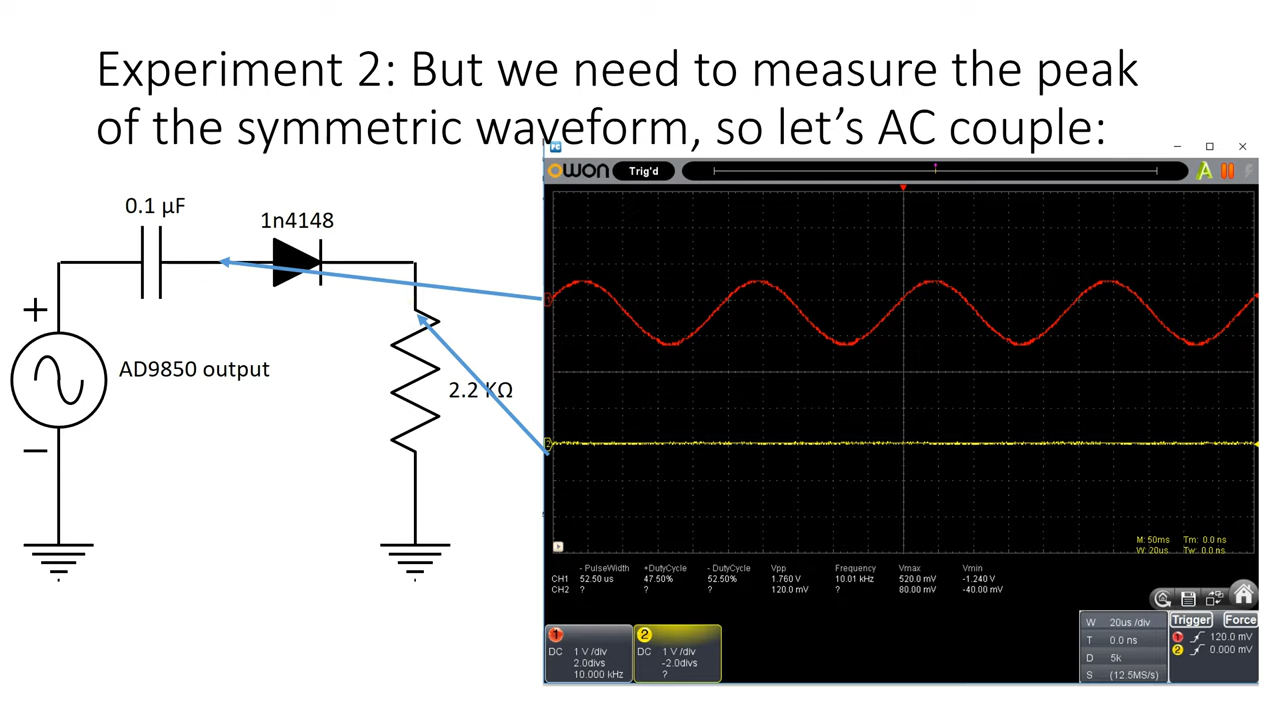 Experiment 2: But we need to measure the peak
of the symmetric waveform, so let's AC couple:
0.1 µF
1n4148
+
AD9850 output
2.2 KΩ
−
PC
owon Trig'd
A
1
2
M: 50ms Tm: 0.0 ns
W: 20us Tw: 0.0 ns
- PulseWidth +DutyCycle - DutyCycle Vpp Frequency Vmax Vmin
CH1 52.50 us 47.50% 52.50% 1.760 V 10.01 kHz 520.0 mV -1.240 V
CH2 ? ? ? 120.0 mV ? 80.00 mV -40.00 mV
1
DC 1 V /div
2.0divs
10.000 kHz
2
DC 1 V /div
-2.0divs
?
W 20us /div
T 0.0 ns
D 5k
S (12.5MS/s)
Trigger Force
1 120.0 mV
2 0.000 mV